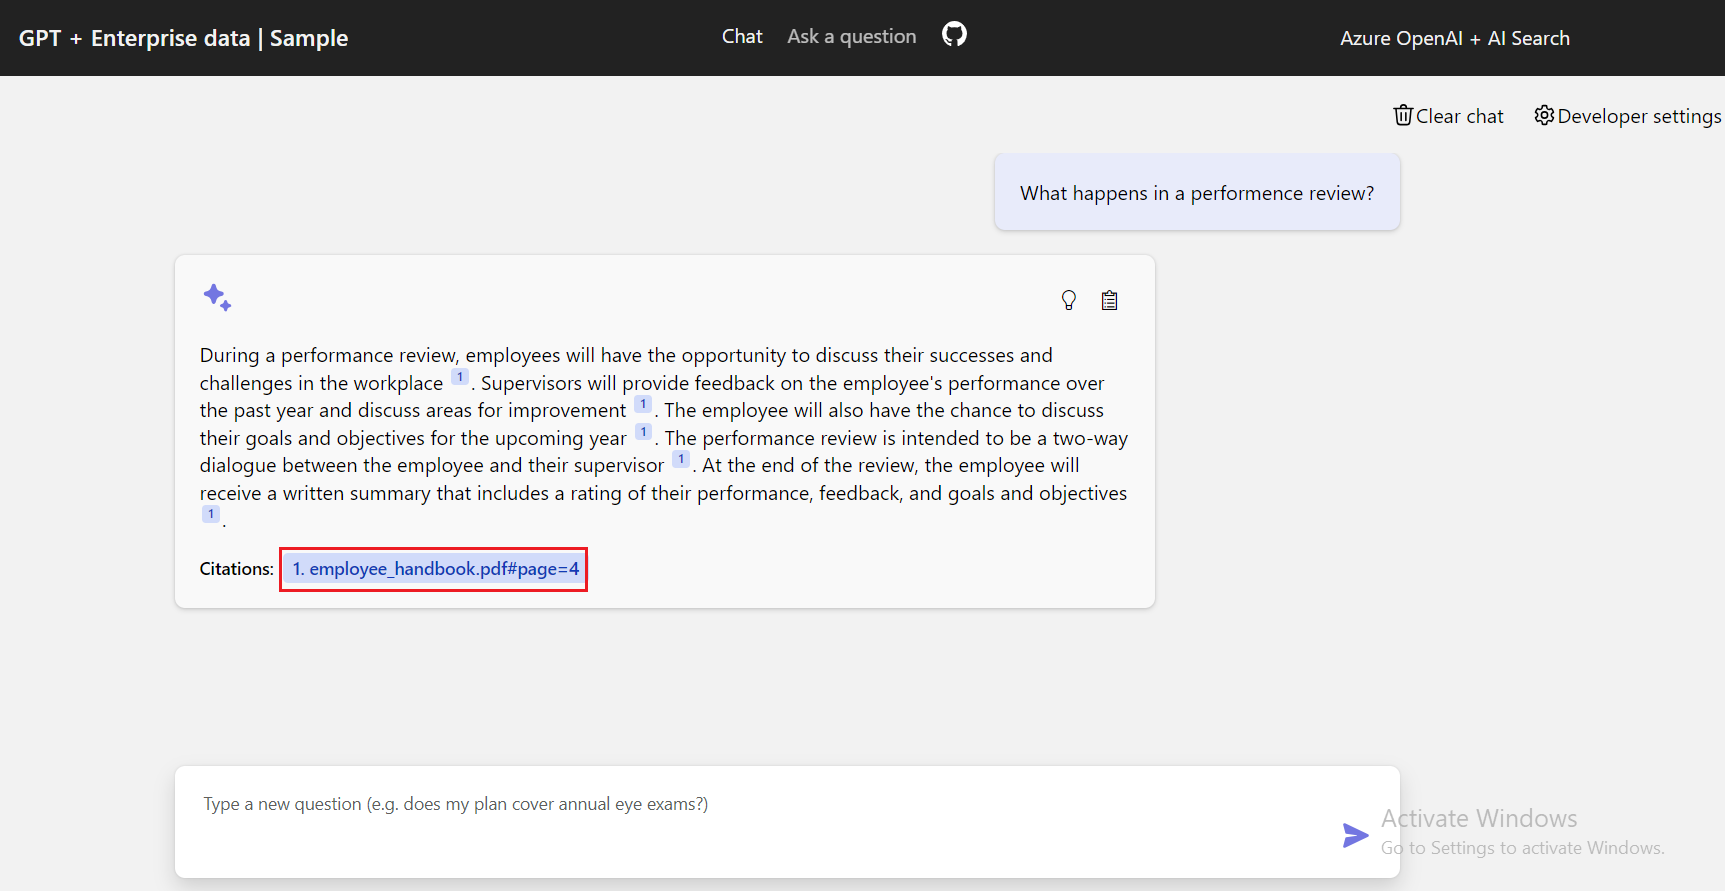 GPT + Enterprise data | Sample
Chat
Ask a question
Azure OpenAI + AI Search
Clear chat
Developer settings
What happens in a performence review?
During a performance review, employees will have the opportunity to discuss their successes and
challenges in the workplace 1 . Supervisors will provide feedback on the employee's performance over
the past year and discuss areas for improvement 1 . The employee will also have the chance to discuss
their goals and objectives for the upcoming year 1 . The performance review is intended to be a two-way
dialogue between the employee and their supervisor 1 . At the end of the review, the employee will
receive a written summary that includes a rating of their performance, feedback, and goals and objectives
1 .
Citations: 1. employee_handbook.pdf#page=4
Type a new question (e.g. does my plan cover annual eye exams?)
Activate Windows
Go to Settings to activate Windows.